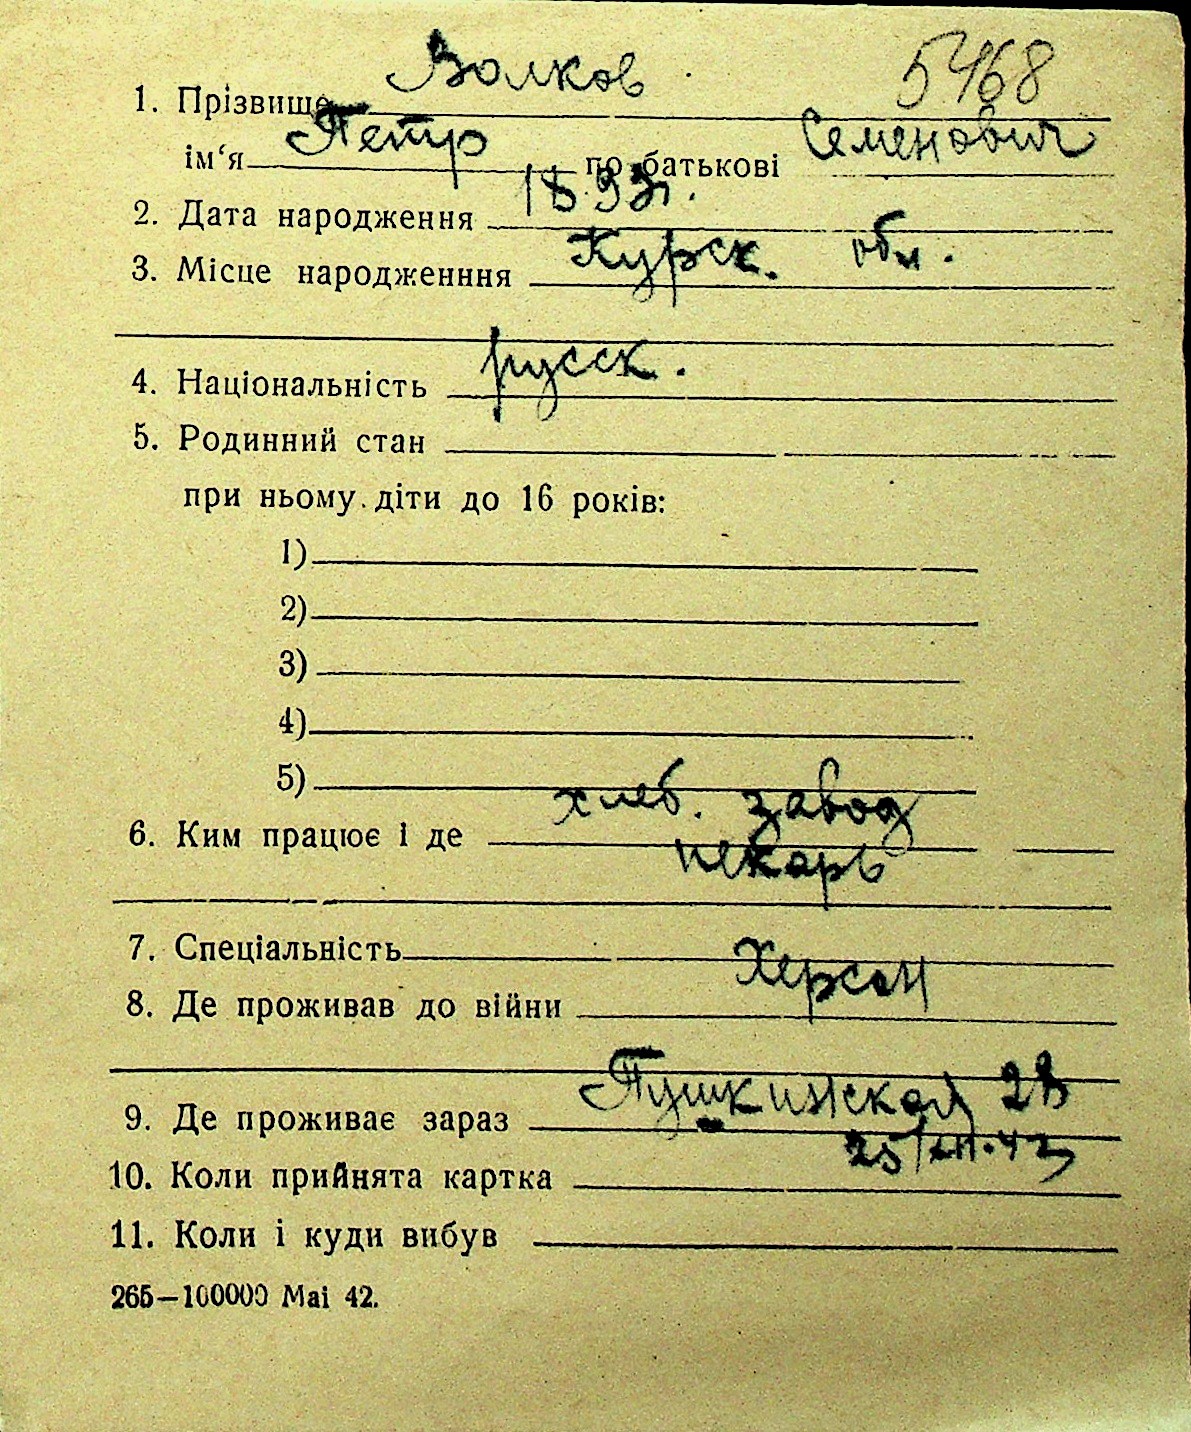 5468
1. Прізвище Волков
ім‘я Петр по батькові Семенович
2. Дата народження 1893г.
3. Місце народженння Курск. обл.
4. Національність русск.
5. Родинний стан
при ньому діти до 16 років:
1)
2)
3)
4)
5)
6. Ким працює і де хлеб. завод
пекарь
7. Спеціальність
8. Де проживав до війни Херсон
9. Де проживає зараз Пушкинская
10. Коли прийнята картка
11. Коли і куди вибув
265—100000 Mai 42.